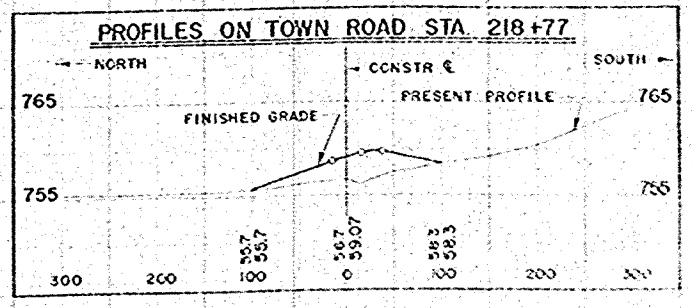 PROFILES ON TOWN ROAD STA. 218+77
NORTH
CONSTR ℄
SOUTH
765
FINISHED GRADE
PRESENT PROFILE
765
755
755
55.7
55.7
56.7
59.07
58.3
58.3
300
200
100
0
100
200
300